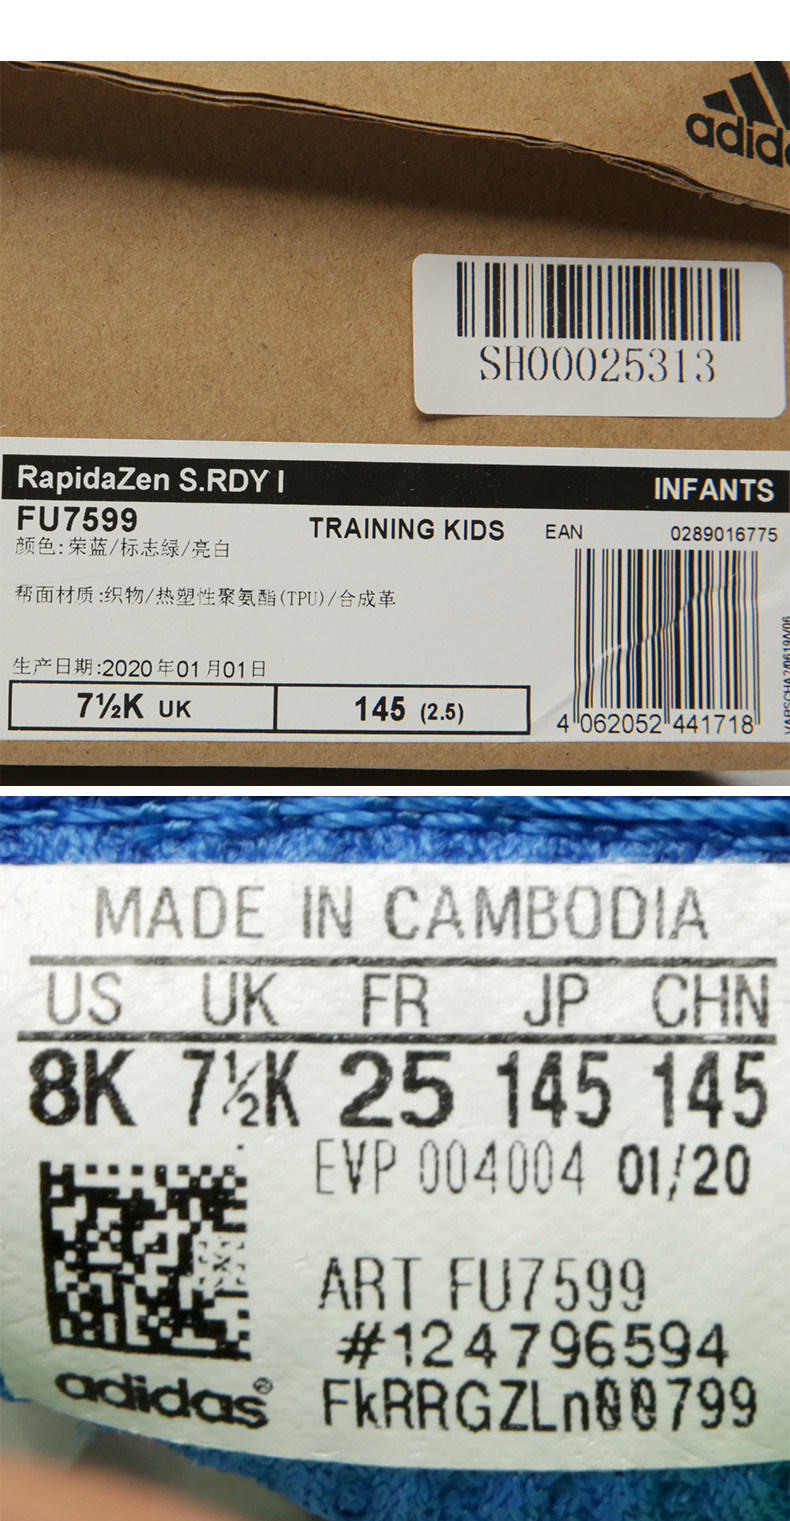 SH00025313
RapidaZen S.RDY I INFANTS
FU7599 TRAINING KIDS EAN 0289016775
颜色:荣蓝/标志绿/亮白
帮面材质:织物/热塑性聚氨酯(TPU)/合成革
生产日期:2020年01月01日
7½K UK 145 (2.5)
4 062052 441718
MADE IN CAMBODIA
US UK FR JP CHN
8K 7½K 25 145 145
EVP 004004 01/20
ART FU7599
#124796594
adidas® FkRRGZLn00799